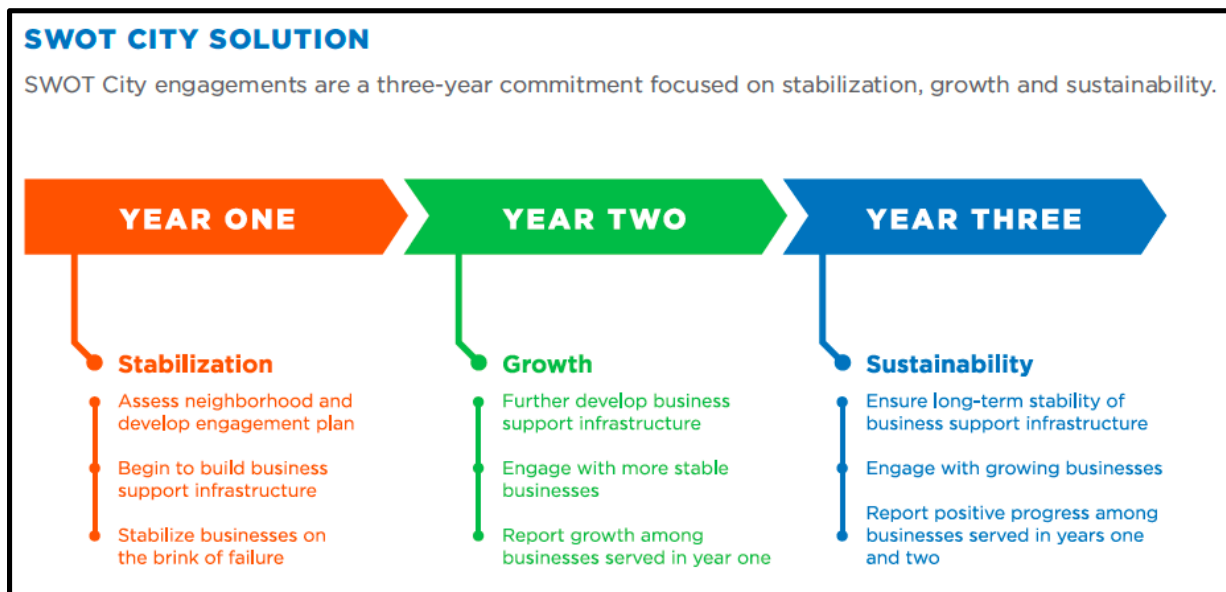 SWOT CITY SOLUTION
SWOT City engagements are a three-year commitment focused on stabilization, growth and sustainability.
YEAR ONE
YEAR TWO
YEAR THREE
Stabilization
Assess neighborhood and
develop engagement plan
Begin to build business
support infrastructure
Stabilize businesses on
the brink of failure
Growth
Further develop business
support infrastructure
Engage with more stable
businesses
Report growth among
businesses served in year one
Sustainability
Ensure long-term stability of
business support infrastructure
Engage with growing businesses
Report positive progress among
businesses served in years one
and two